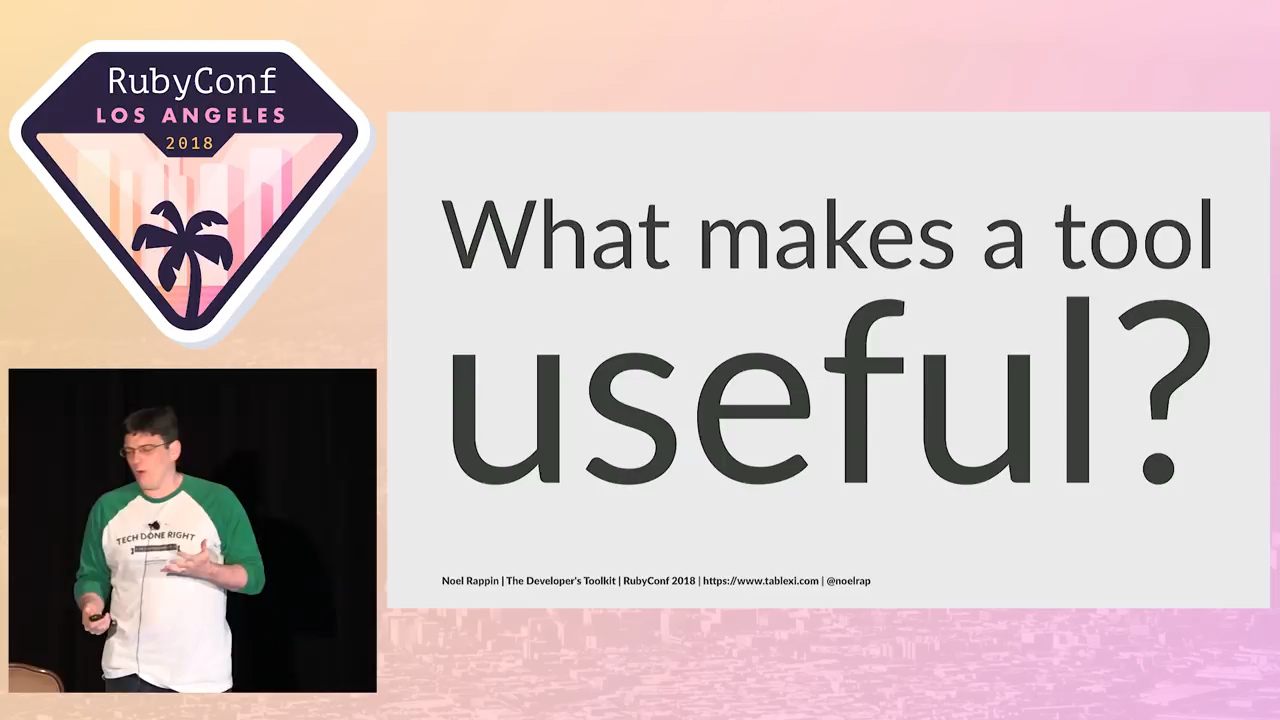 RubyConf
LOS ANGELES
2018
What makes a tool
useful?
Noel Rappin | The Developer's Toolkit | RubyConf 2018 | https://www.tablexi.com | @noelrap
TECH DONE RIGHT